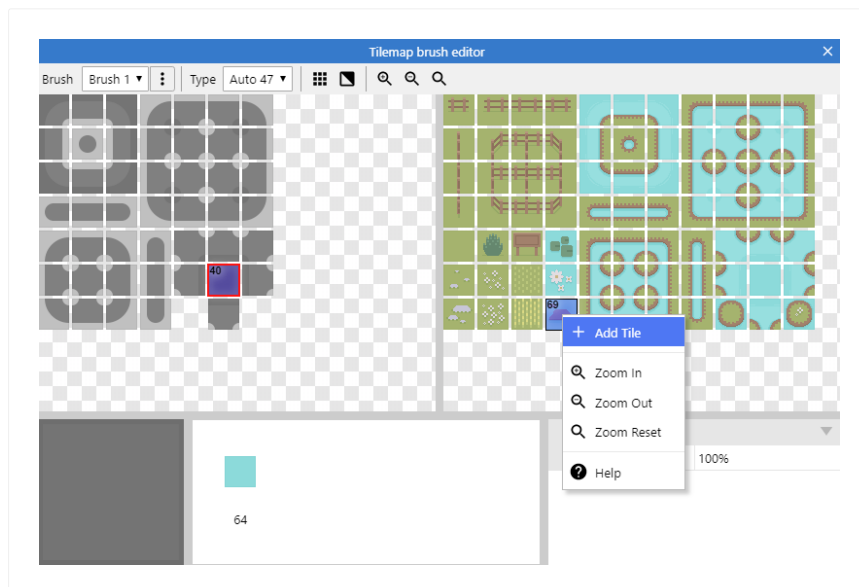 Tilemap brush editor
Brush Brush 1 Type Auto 47
40
69
Add Tile
Zoom In
Zoom Out
Zoom Reset
Help
100%
64